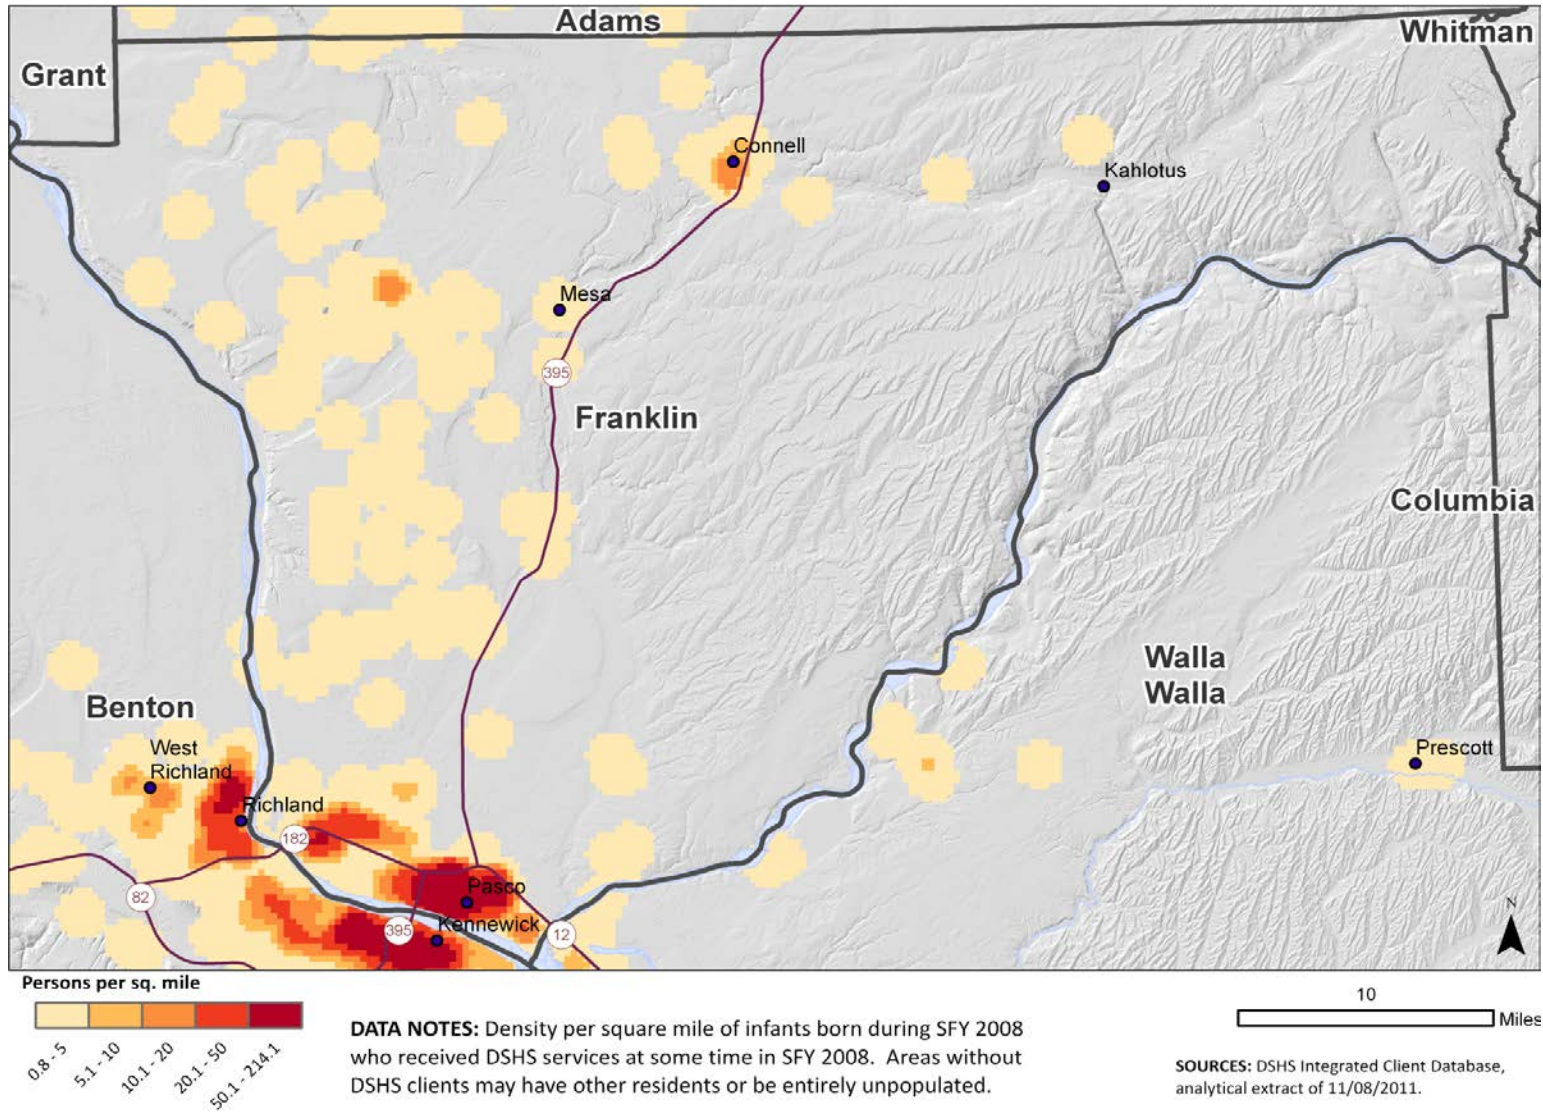 Adams
Whitman
Grant
Connell
Kahlotus
Mesa
395
Franklin
Columbia
Walla
Walla
Benton
West
Richland
Prescott
Richland
182
Pasco
82
Kennewick
395
12
N
Persons per sq. mile
0.8 - 5
5.1 - 10
10.1 - 20
20.1 - 50
50.1 - 214.1
DATA NOTES: Density per square mile of infants born during SFY 2008
who received DSHS services at some time in SFY 2008. Areas without
DSHS clients may have other residents or be entirely unpopulated.
10
Miles
SOURCES: DSHS Integrated Client Database,
analytical extract of 11/08/2011.